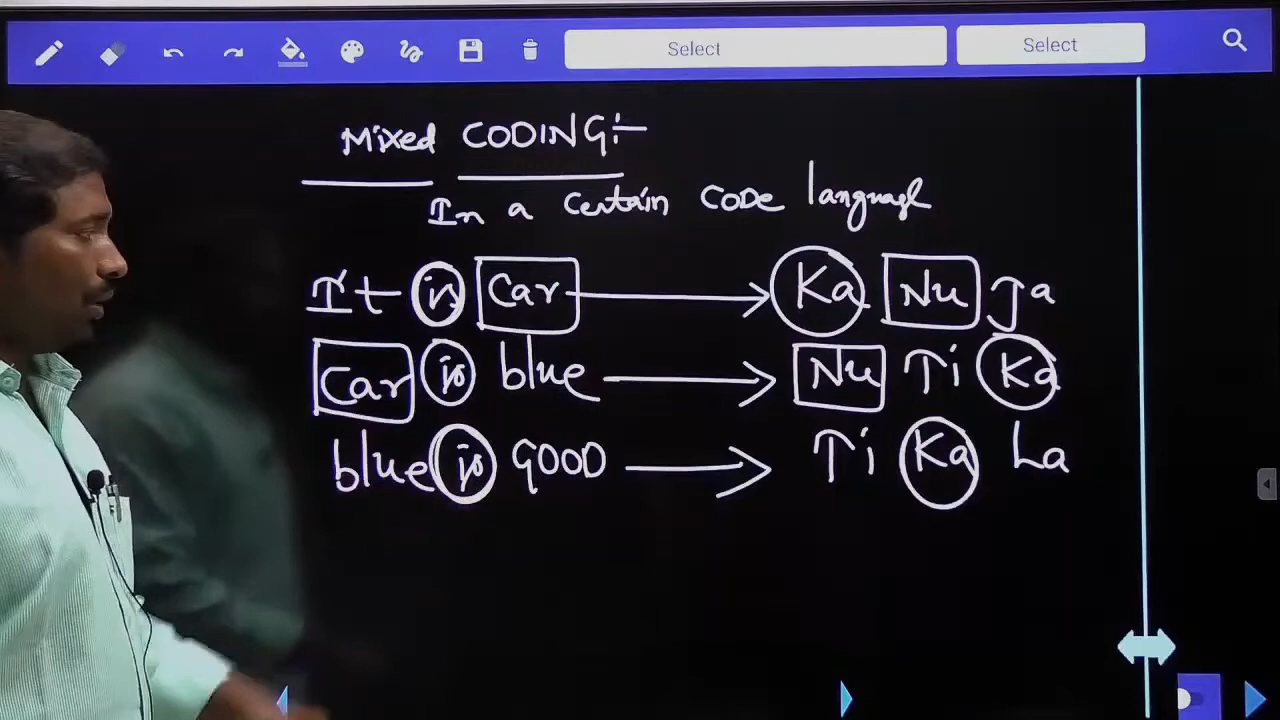 Select Select
Mixed CODING:-
In a certain CODe language
It is Car → Ka Nu Ja
Car is blue → Nu Ti Ka
blue is GOOD → Ti Ka La